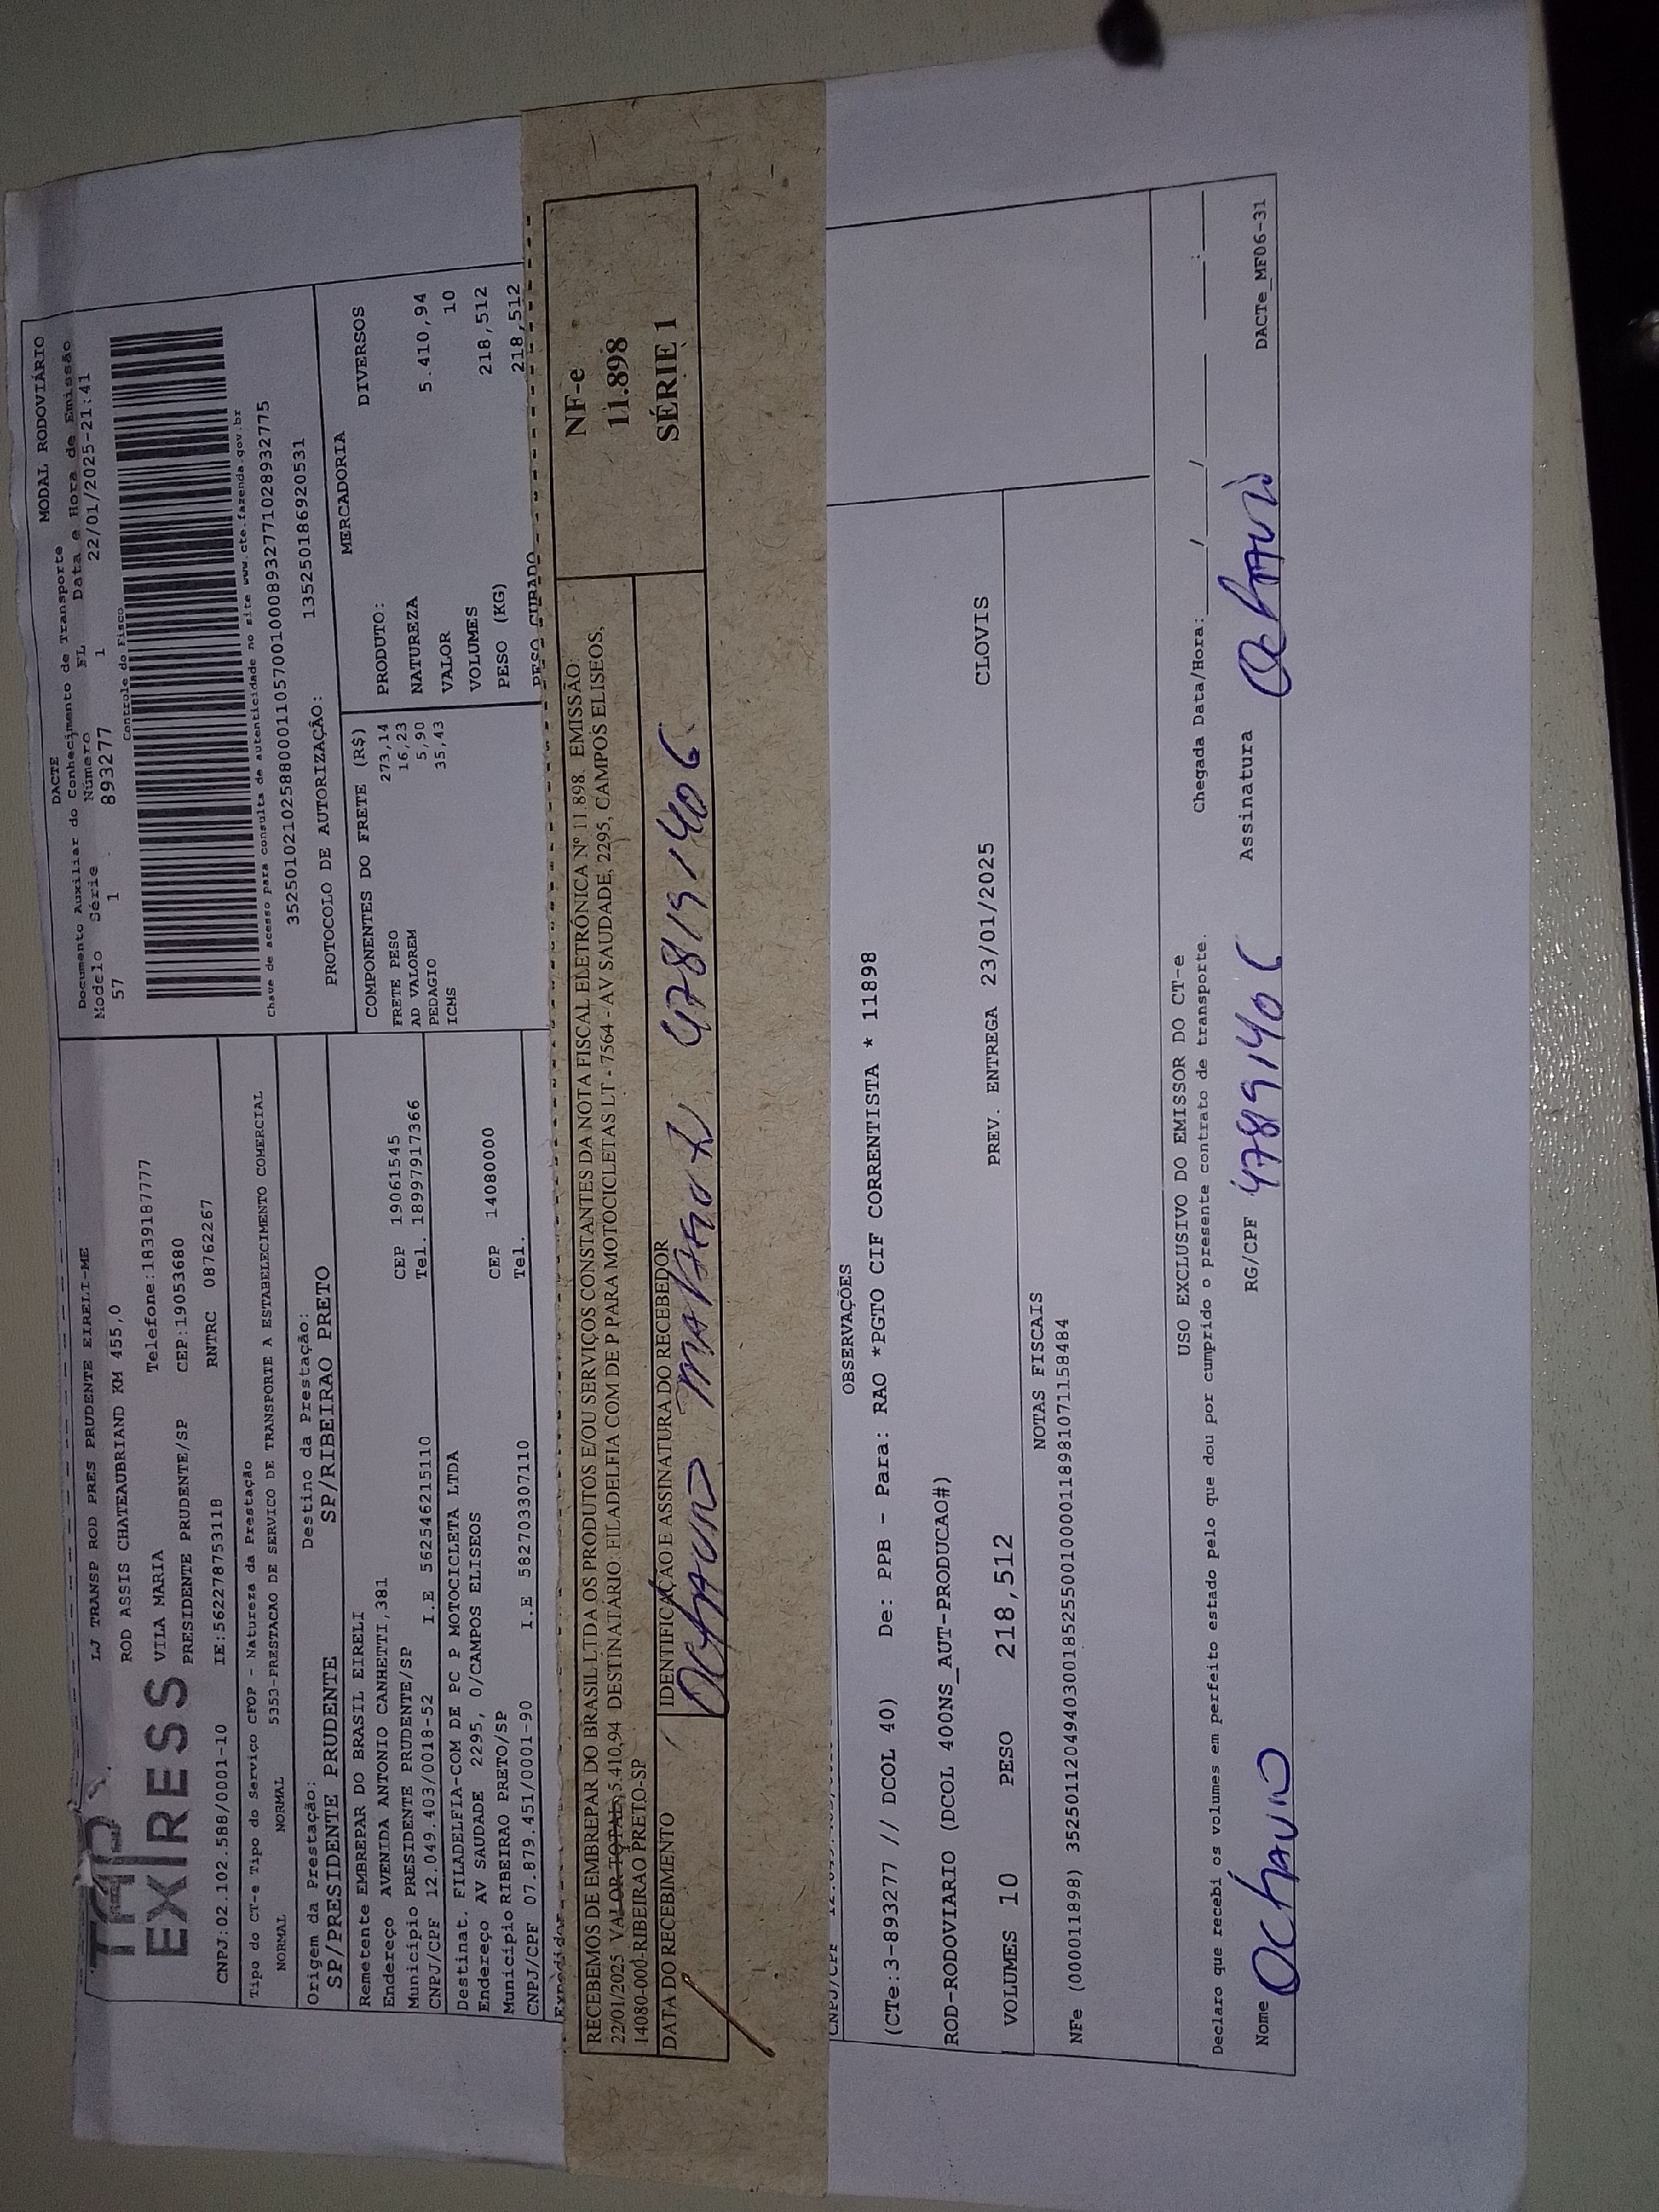 DACTE
MODAL RODOVIÁRIO
Documento Auxiliar do Conhecimento de Transporte
Modelo Série Número FL Data e Hora de Emissão
57 1 893277 1 22/01/2025-21:41
Controle do Fisco
Chave de acesso para consulta de autenticidade no site www.cte.fazenda.gov.br
35250102102588000110570010008932771028932775
PROTOCOLO DE AUTORIZAÇÃO: 135250186920531
EXPRESS
LJ TRANSP ROD PRES PRUDENTE EIRELI-ME
ROD ASSIS CHATEAUBRIAND KM 455,0
VILA MARIA Telefone:1839187777
PRESIDENTE PRUDENTE/SP CEP:19053680
CNPJ:02.102.588/0001-10 IE:562278753118 RNTRC 08762267
Tipo do CT-e Tipo do Serviço CFOP - Natureza da Prestação
NORMAL NORMAL 5353-PRESTACAO DE SERVICO DE TRANSPORTE A ESTABELECIMENTO COMERCIAL
Origem da Prestação: Destino da Prestação:
SP/PRESIDENTE PRUDENTE SP/RIBEIRAO PRETO
Remetente EMBREPAR DO BRASIL EIRELI
Endereço AVENIDA ANTONIO CANHETTI,381 CEP 19061545
Município PRESIDENTE PRUDENTE/SP Tel. 18997917366
CNPJ/CPF 12.049.403/0018-52 I.E 562546215110
Destinat. FILADELFIA-COM DE PC P MOTOCICLETA LTDA
Endereço AV SAUDADE 2295, 0/CAMPOS ELISEOS CEP 14080000
Município RIBEIRAO PRETO/SP Tel.
CNPJ/CPF 07.879.451/0001-90 I.E 582703307110
COMPONENTES DO FRETE (R$)
FRETE PESO 273,14
AD VALOREM 16,23
PEDAGIO 5,90
ICMS 35,43
MERCADORIA
PRODUTO: DIVERSOS
NATUREZA
VALOR 5.410,94
VOLUMES 10
PESO (KG) 218,512
PESO CUBADO 218,512
Expedidor
RECEBEMOS DE EMBREPAR DO BRASIL LTDA OS PRODUTOS E/OU SERVIÇOS CONSTANTES DA NOTA FISCAL ELETRÔNICA Nº 11.898. EMISSÃO:
22/01/2025 VALOR TOTAL: 5.410,94 DESTINATÁRIO: FILADELFIA COM DE P PARA MOTOCICLETAS LT - 7564 - AV SAUDADE, 2295, CAMPOS ELISEOS,
14080-000-RIBEIRAO PRETO-SP
DATA DO RECEBIMENTO IDENTIFICAÇÃO E ASSINATURA DO RECEBEDOR
478191406
NF-e
11.898
SÉRIE 1
CNPJ/CPF
OBSERVAÇÕES
(CTe:3-893277 // DCOL 40) De: PPB - Para: RAO *PGTO CIF CORRENTISTA * 11898
ROD-RODOVIARIO (DCOL 400NS_AUT-PRODUCAO#)
VOLUMES 10 PESO 218,512 PREV. ENTREGA 23/01/2025 CLOVIS
NOTAS FISCAIS
NFe (000011898) 35250112049403001852550010000118981071158484
USO EXCLUSIVO DO EMISSOR DO CT-e
Declaro que recebi os volumes em perfeito estado pelo que dou por cumprido o presente contrato de transporte. Chegada Data/Hora: ___/___/___ ___:___
Nome RG/CPF 478191406 Assinatura
DACTe_MF06-31